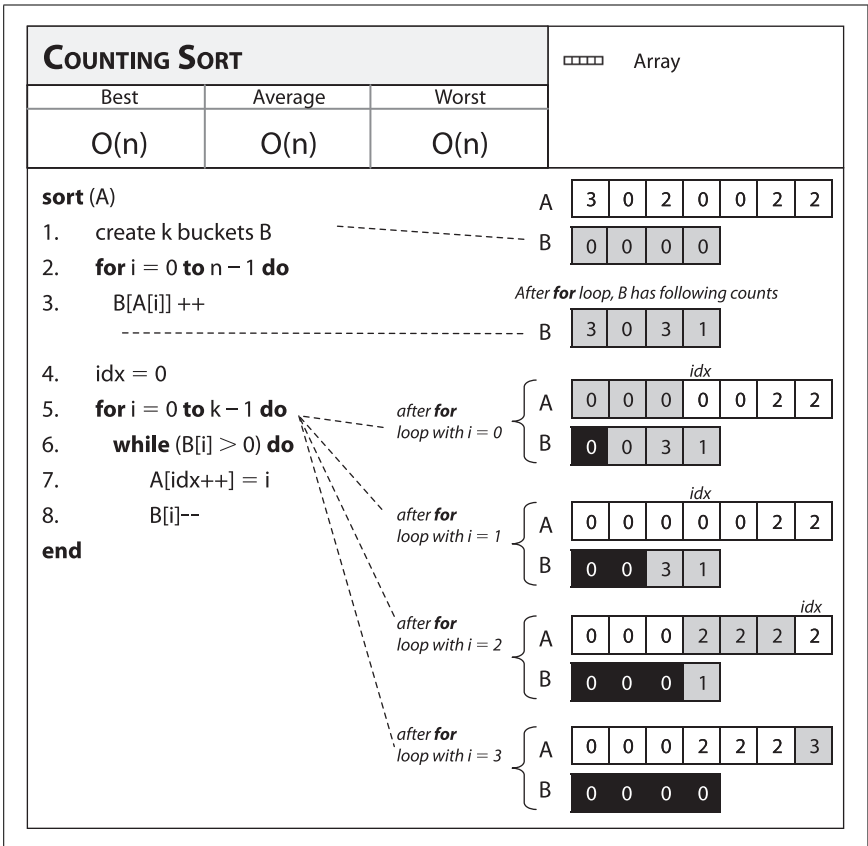 COUNTING SORT
Array
Best Average Worst
O(n) O(n) O(n)
sort (A)
1. create k buckets B
2. for i = 0 to n – 1 do
3. B[A[i]] ++
4. idx = 0
5. for i = 0 to k – 1 do
6. while (B[i] > 0) do
7. A[idx++] = i
8. B[i]––
end
A 3 0 2 0 0 2 2
B 0 0 0 0
After for loop, B has following counts
B 3 0 3 1
idx
after for
loop with i = 0
A 0 0 0 0 0 2 2
B 0 0 3 1
idx
after for
loop with i = 1
A 0 0 0 0 0 2 2
B 0 0 3 1
idx
after for
loop with i = 2
A 0 0 0 2 2 2 2
B 0 0 0 1
after for
loop with i = 3
A 0 0 0 2 2 2 3
B 0 0 0 0